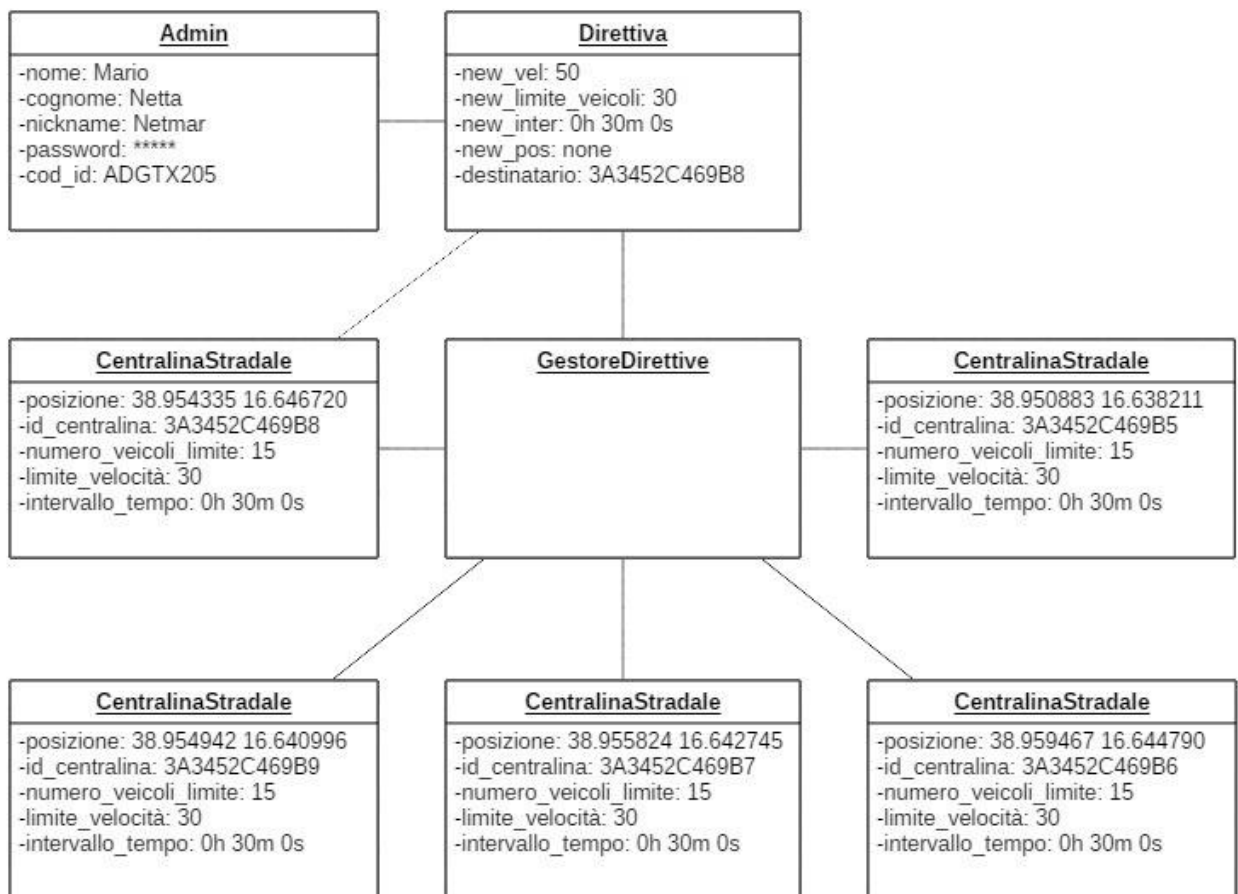 Admin
-nome: Mario
-cognome: Netta
-nickname: Netmar
-password: *****
-cod_id: ADGTX205
Direttiva
-new_vel: 50
-new_limite_veicoli: 30
-new_inter: 0h 30m 0s
-new_pos: none
-destinatario: 3A3452C469B8
CentralinaStradale
-posizione: 38.954335 16.646720
-id_centralina: 3A3452C469B8
-numero_veicoli_limite: 15
-limite_velocità: 30
-intervallo_tempo: 0h 30m 0s
GestoreDirettive
CentralinaStradale
-posizione: 38.950883 16.638211
-id_centralina: 3A3452C469B5
-numero_veicoli_limite: 15
-limite_velocità: 30
-intervallo_tempo: 0h 30m 0s
CentralinaStradale
-posizione: 38.954942 16.640996
-id_centralina: 3A3452C469B9
-numero_veicoli_limite: 15
-limite_velocità: 30
-intervallo_tempo: 0h 30m 0s
CentralinaStradale
-posizione: 38.955824 16.642745
-id_centralina: 3A3452C469B7
-numero_veicoli_limite: 15
-limite_velocità: 30
-intervallo_tempo: 0h 30m 0s
CentralinaStradale
-posizione: 38.959467 16.644790
-id_centralina: 3A3452C469B6
-numero_veicoli_limite: 15
-limite_velocità: 30
-intervallo_tempo: 0h 30m 0s